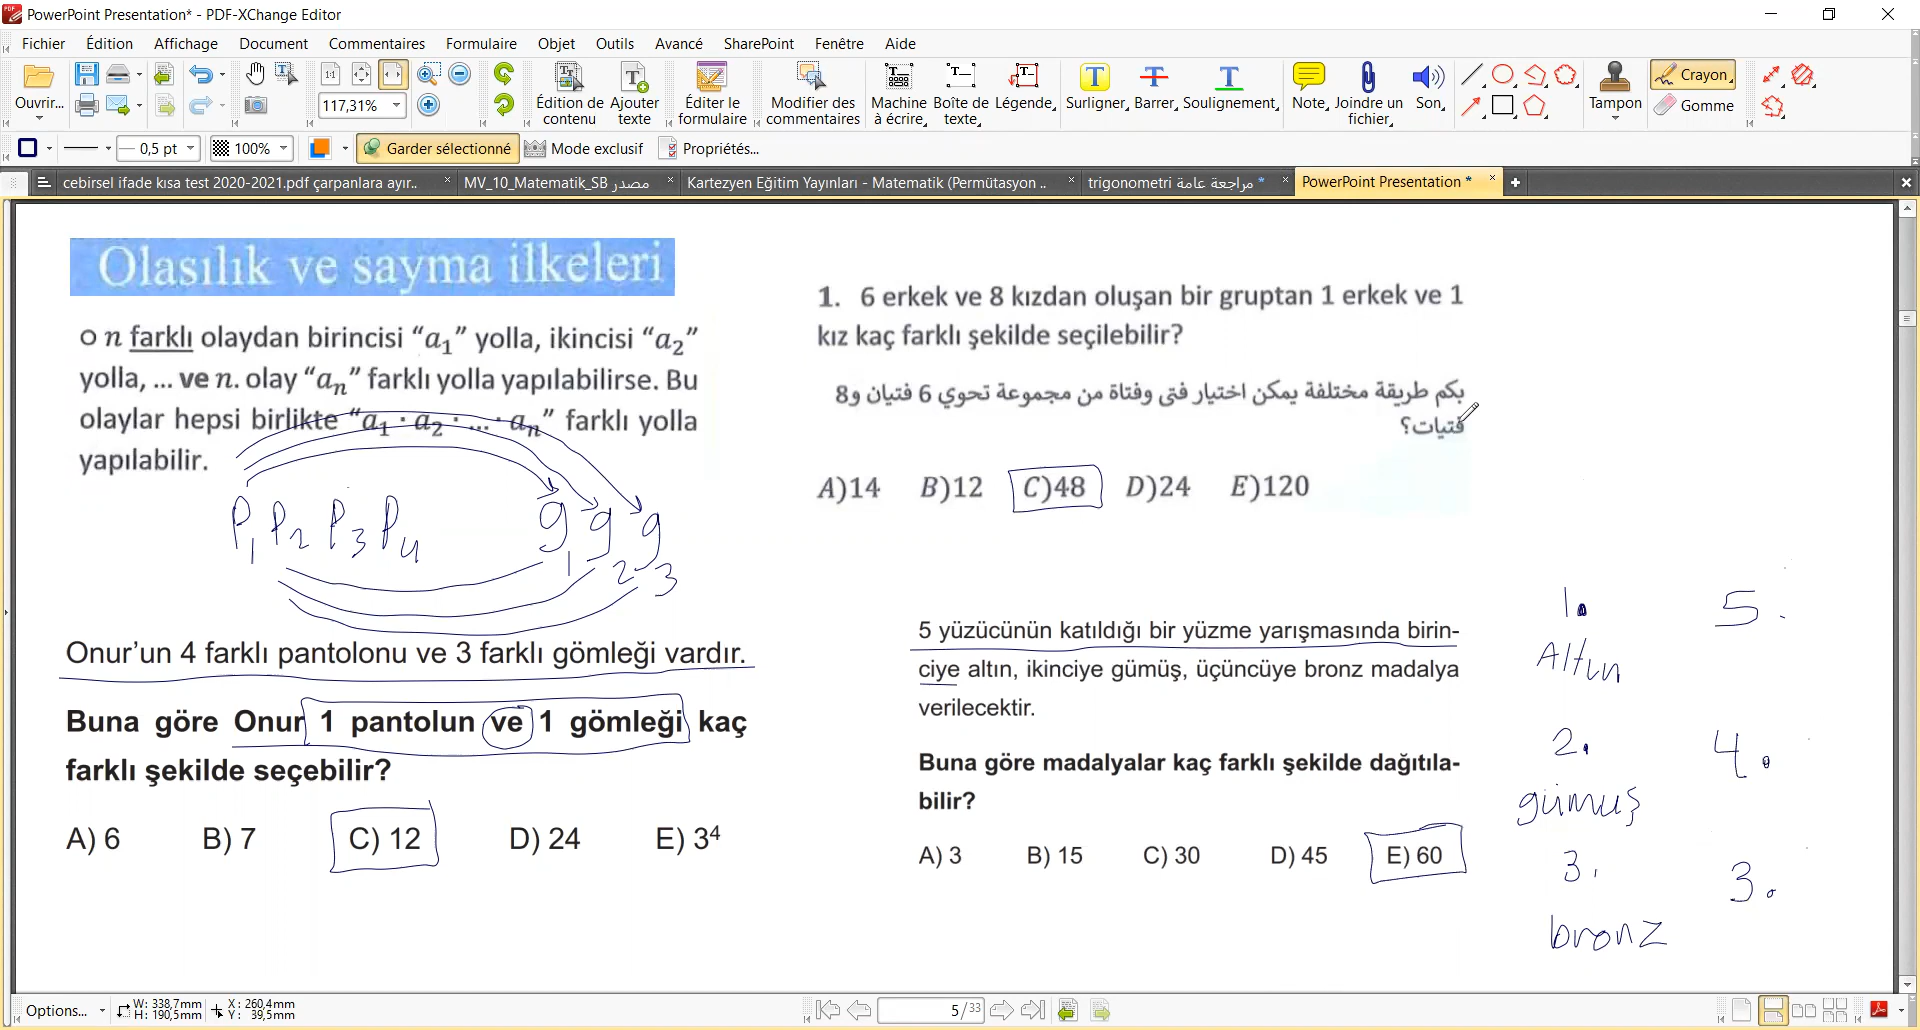 PowerPoint Presentation* - PDF-XChange Editor
Fichier Édition Affichage Document Commentaires Formulaire Objet Outils Avancé SharePoint Fenêtre Aide
Ouvrir...
117,31%
Édition de contenu
Ajouter texte
Éditer le formulaire
Modifier des commentaires
Machine à écrire
Boîte de texte
Légende
Surligner
Barrer
Soulignement
Note
Joindre un fichier
Son
Tampon
Crayon
Gomme
0,5 pt 100% Garder sélectionné Mode exclusif Propriétés...
cebirsel ifade kısa test 2020-2021.pdf çarpanlara ayır.. MV_10_Matematik_SB مصدر Kartezyen Eğitim Yayınları - Matematik (Permütasyon .. trigonometri مراجعة عامة * PowerPoint Presentation *
Olasılık ve sayma ilkeleri
n farklı olaydan birincisi “a₁” yolla, ikincisi “a₂”
yolla, ... ve n. olay “aₙ” farklı yolla yapılabilirse. Bu
olaylar hepsi birlikte “a₁ · a₂ · ... · aₙ” farklı yolla
yapılabilir.
P₁ P₂ P₃ P₄ g₁ g₂ g₃
Onur’un 4 farklı pantolonu ve 3 farklı gömleği vardır.
Buna göre Onur 1 pantolun ve 1 gömleği kaç
farklı şekilde seçebilir?
A) 6 B) 7 C) 12 D) 24 E) 3⁴
1. 6 erkek ve 8 kızdan oluşan bir gruptan 1 erkek ve 1
kız kaç farklı şekilde seçilebilir?
بكم طريقة مختلفة يمكن اختيار فتى وفتاة من مجموعة تحوي 6 فتيان و8
فتيات؟
A)14 B)12 C)48 D)24 E)120
5 yüzücünün katıldığı bir yüzme yarışmasında birin-
ciye altın, ikinciye gümüş, üçüncüye bronz madalya
verilecektir.
Buna göre madalyalar kaç farklı şekilde dağıtıla-
bilir?
A) 3 B) 15 C) 30 D) 45 E) 60
1. 5.
Altın
2. 4.
gümüş
3. 3.
bronz
Options... W: 338,7mm X: 260,4mm
H: 190,5mm Y: 39,5mm
5/33